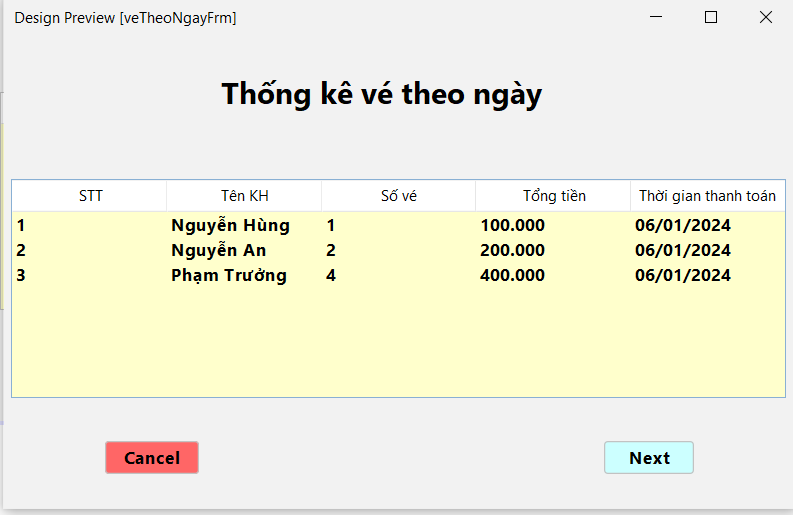 Design Preview [veTheoNgayFrm]
Thống kê vé theo ngày
STT Tên KH Số vé Tổng tiền Thời gian thanh toán
1 Nguyễn Hùng 1 100.000 06/01/2024
2 Nguyễn An 2 200.000 06/01/2024
3 Phạm Trưởng 4 400.000 06/01/2024
Cancel Next